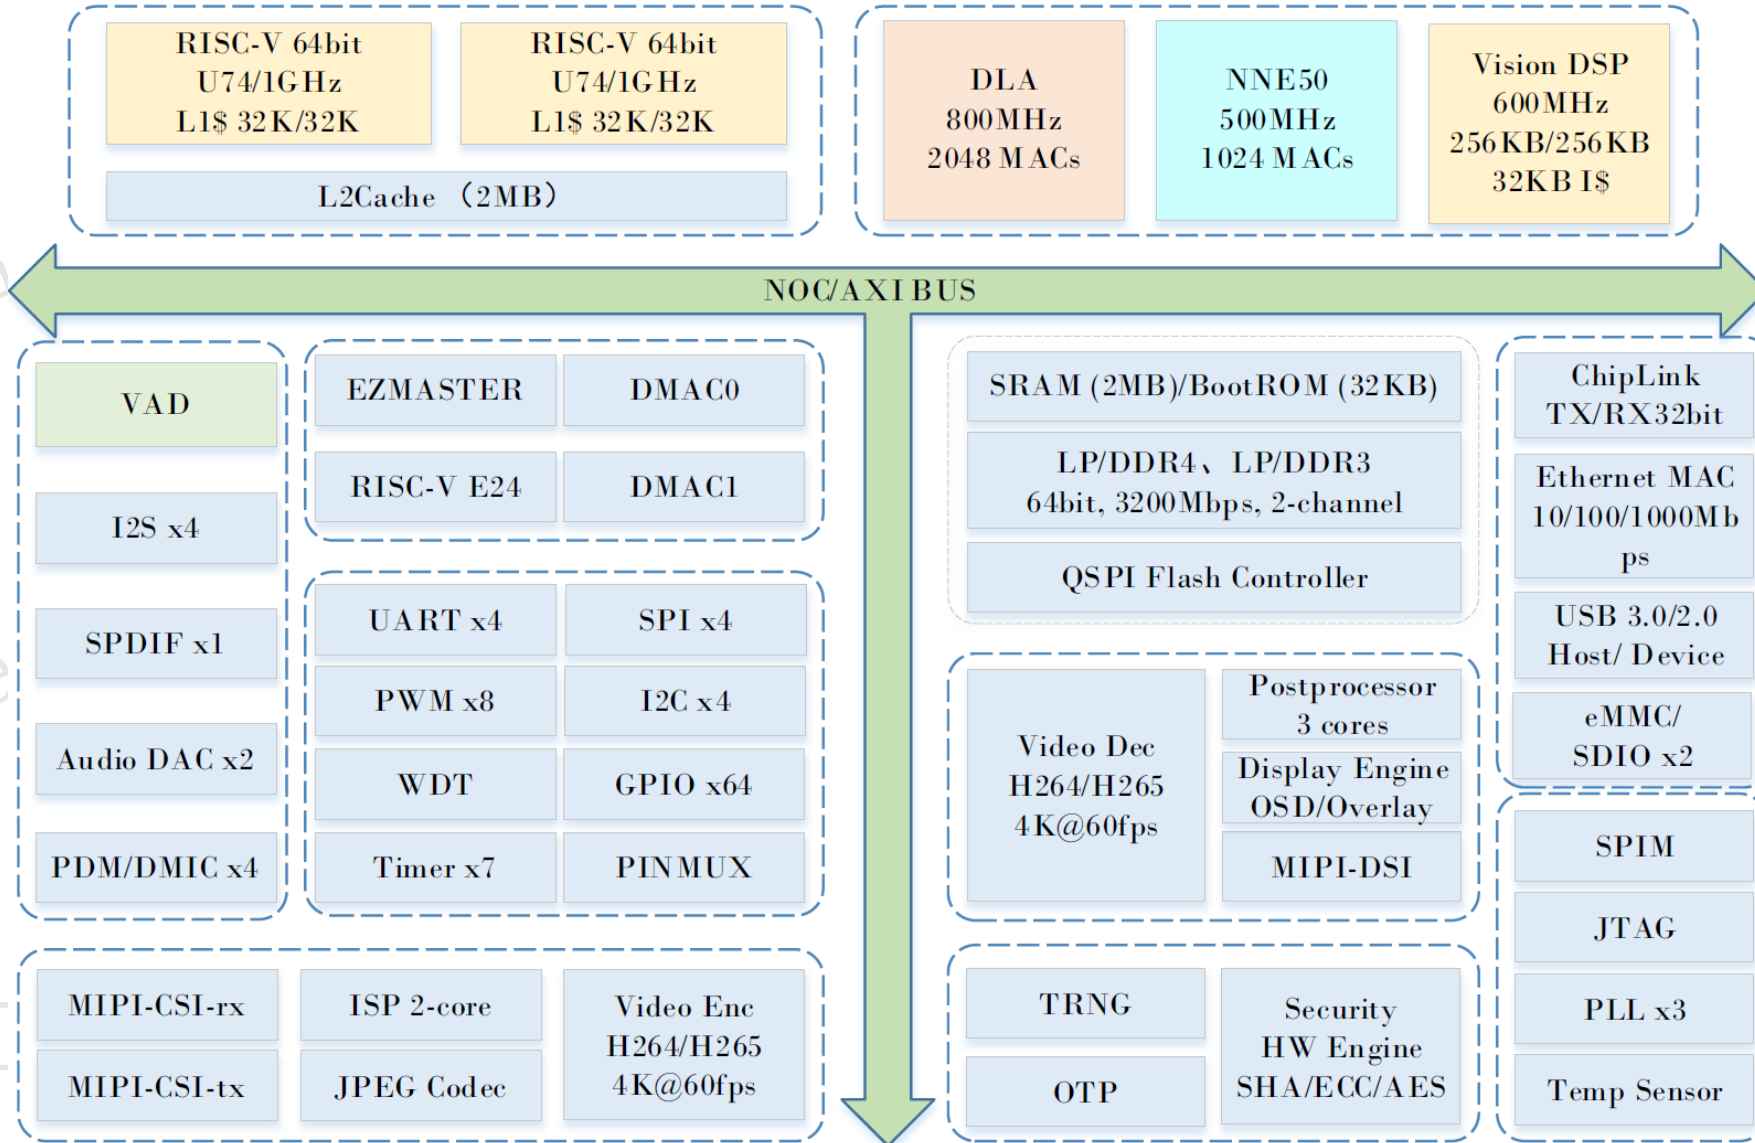 RISC-V 64bit
U74/1GHz
L1$ 32K/32K
RISC-V 64bit
U74/1GHz
L1$ 32K/32K
L2Cache （2MB）
DLA
800MHz
2048 MACs
NNE50
500MHz
1024 MACs
Vision DSP
600MHz
256KB/256KB
32KB I$
NOC/AXI BUS
VAD
I2S x4
SPDIF x1
Audio DAC x2
PDM/DMIC x4
EZMASTER
DMAC0
RISC-V E24
DMAC1
UART x4
SPI x4
PWM x8
I2C x4
WDT
GPIO x64
Timer x7
PINMUX
MIPI-CSI-rx
ISP 2-core
MIPI-CSI-tx
JPEG Codec
Video Enc
H264/H265
4K@60fps
SRAM (2MB)/BootROM (32KB)
LP/DDR4、LP/DDR3
64bit, 3200Mbps, 2-channel
QSPI Flash Controller
Video Dec
H264/H265
4K@60fps
Postprocessor
3 cores
Display Engine
OSD/Overlay
MIPI-DSI
TRNG
OTP
Security
HW Engine
SHA/ECC/AES
ChipLink
TX/RX32bit
Ethernet MAC
10/100/1000Mb
ps
USB 3.0/2.0
Host/ Device
eMMC/
SDIO x2
SPIM
JTAG
PLL x3
Temp Sensor